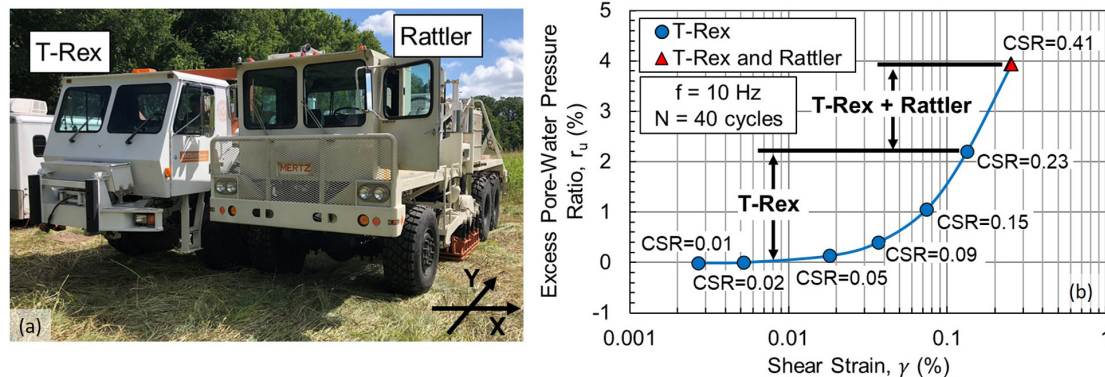 T-Rex
Rattler
MERTZ
Y
X
(a)
Excess Pore-Water Pressure
Ratio, rᵤ (%)
5
4
3
2
1
0
-1
T-Rex
T-Rex and Rattler
f = 10 Hz
N = 40 cycles
CSR=0.41
T-Rex + Rattler
CSR=0.23
T-Rex
CSR=0.15
CSR=0.01
CSR=0.09
CSR=0.02
CSR=0.05
(b)
0.001
0.01
0.1
1
Shear Strain, γ (%)